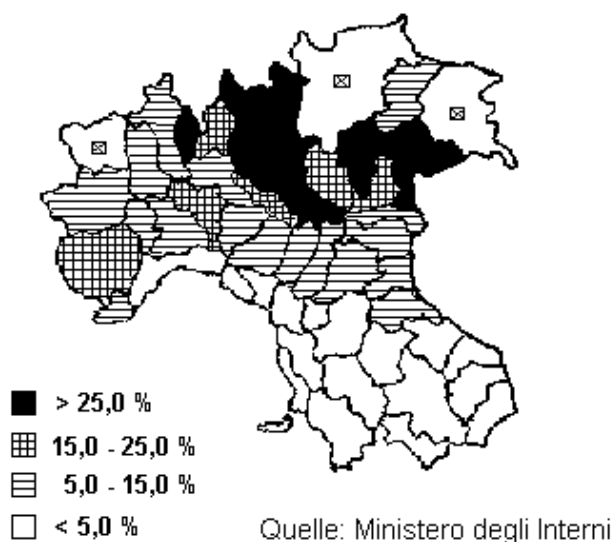 > 25,0 %
15,0 - 25,0 %
5,0 - 15,0 %
< 5,0 %
Quelle: Ministero degli Interni